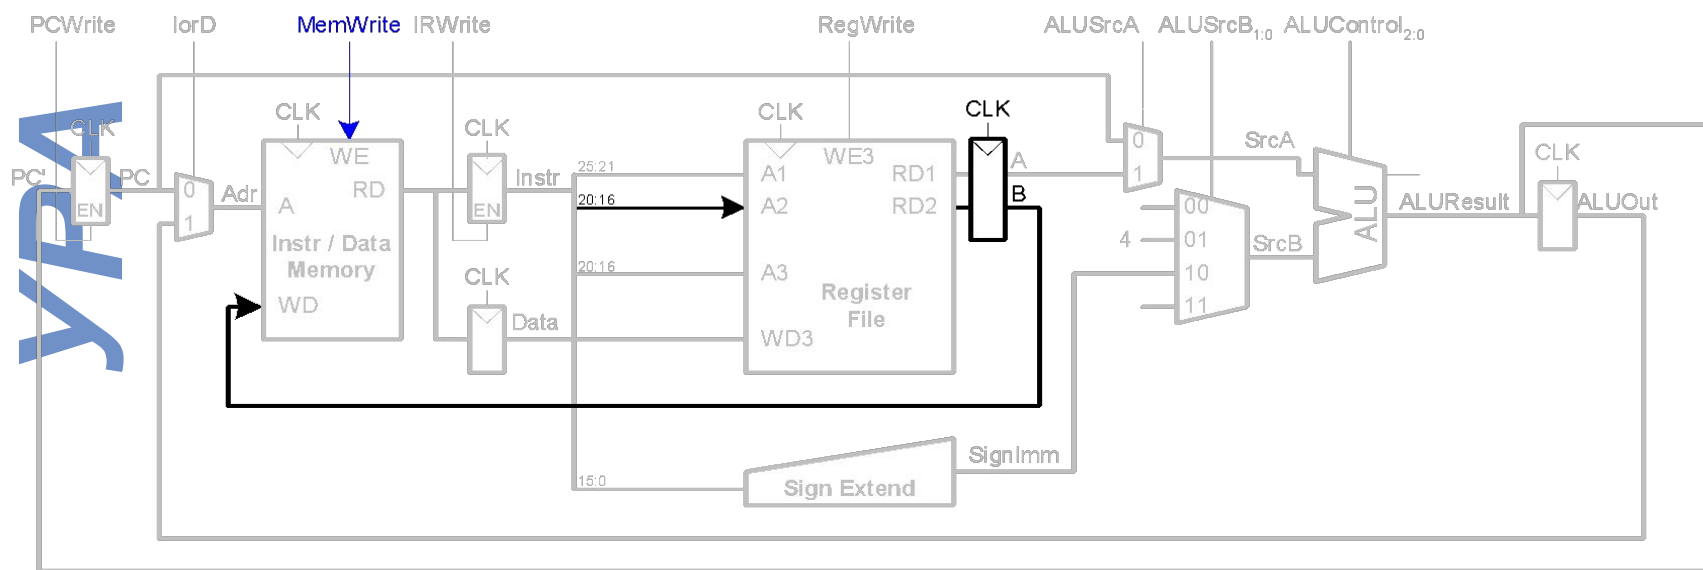 PCWrite IorD MemWrite IRWrite RegWrite ALUSrcA ALUSrcB1:0 ALUControl2:0
CLK CLK CLK CLK CLK CLK
WE WE3
PC' PC EN
0 1 Adr
A RD
Instr / Data
Memory
WD
EN Instr
CLK
Data
25:21
20:16
20:16
15:0
A1 RD1
A2 RD2
A3
Register
File
WD3
A
B
0
1
SrcA
00
4 01
10
11
SrcB
ALU
ALUResult
CLK
ALUOut
SignImm
Sign Extend